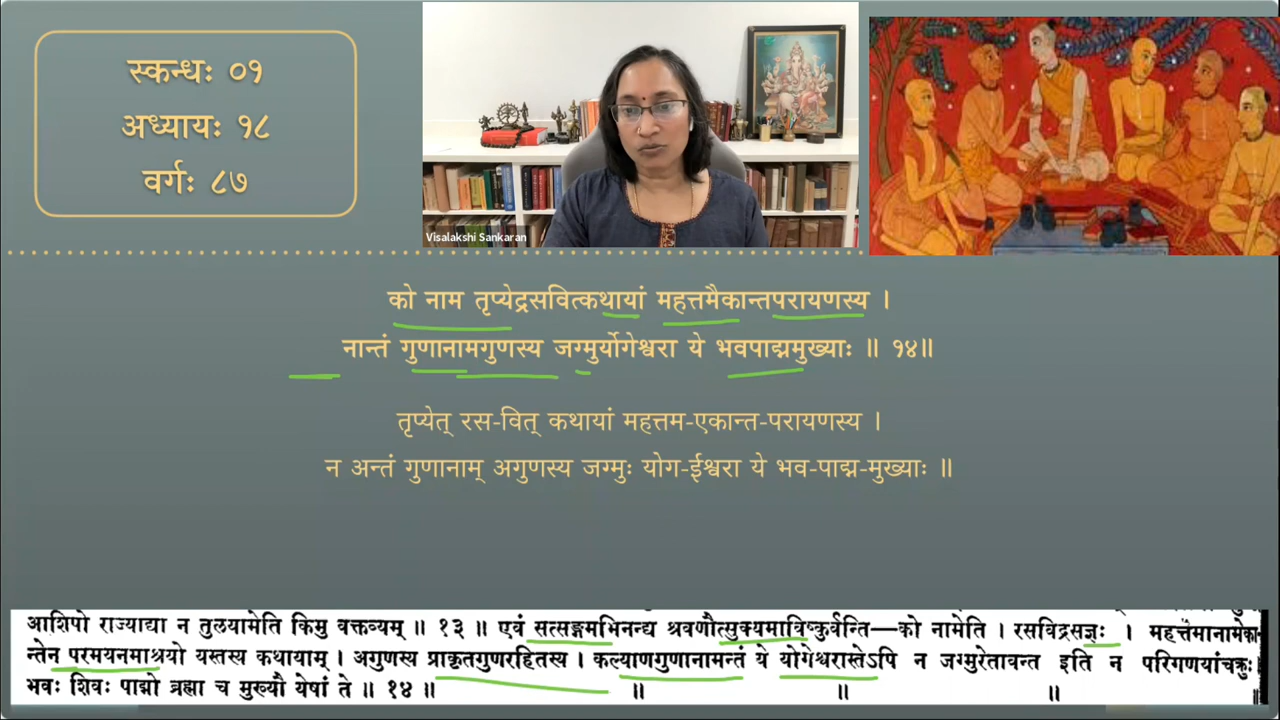 स्कन्धः ०१
अध्यायः १८
वर्गः ८७
Visalakshi Sankaran
को नाम तृप्येद्रसवित्कथायां महत्तमैकान्तपरायणस्य ।
नान्तं गुणानामगुणस्य जग्मुर्योगेश्वरा ये भवपाद्ममुख्याः ॥ १४॥
तृप्येत् रस-वित् कथायां महत्तम-एकान्त-परायणस्य ।
न अन्तं गुणानाम् अगुणस्य जग्मुः योग-ईश्वरा ये भव-पाद्म-मुख्याः ॥
आशिषो राज्याद्या न तुलयामेति किमु वक्तव्यम् ॥ १३ ॥ एवं सत्सङ्गमभिनन्द्य श्रवणौत्सुक्यमाविष्कुर्वन्ति—को नामेति । रसविद्रसज्ञः । महत्तमानामेका-
न्तेन परमयनमाश्रयो यस्तस्य कथायाम् । अगुणस्य प्राकृतगुणरहितस्य । कल्याणगुणानामन्तं ये योगेश्वरास्तेऽपि न जग्मुरेतावन्त इति न परिगणयांचक्रुः
भवः शिवः पाद्मो ब्रह्मा च मुख्यौ येषां ते ॥ १४ ॥ ॥ ॥ ॥ ॥